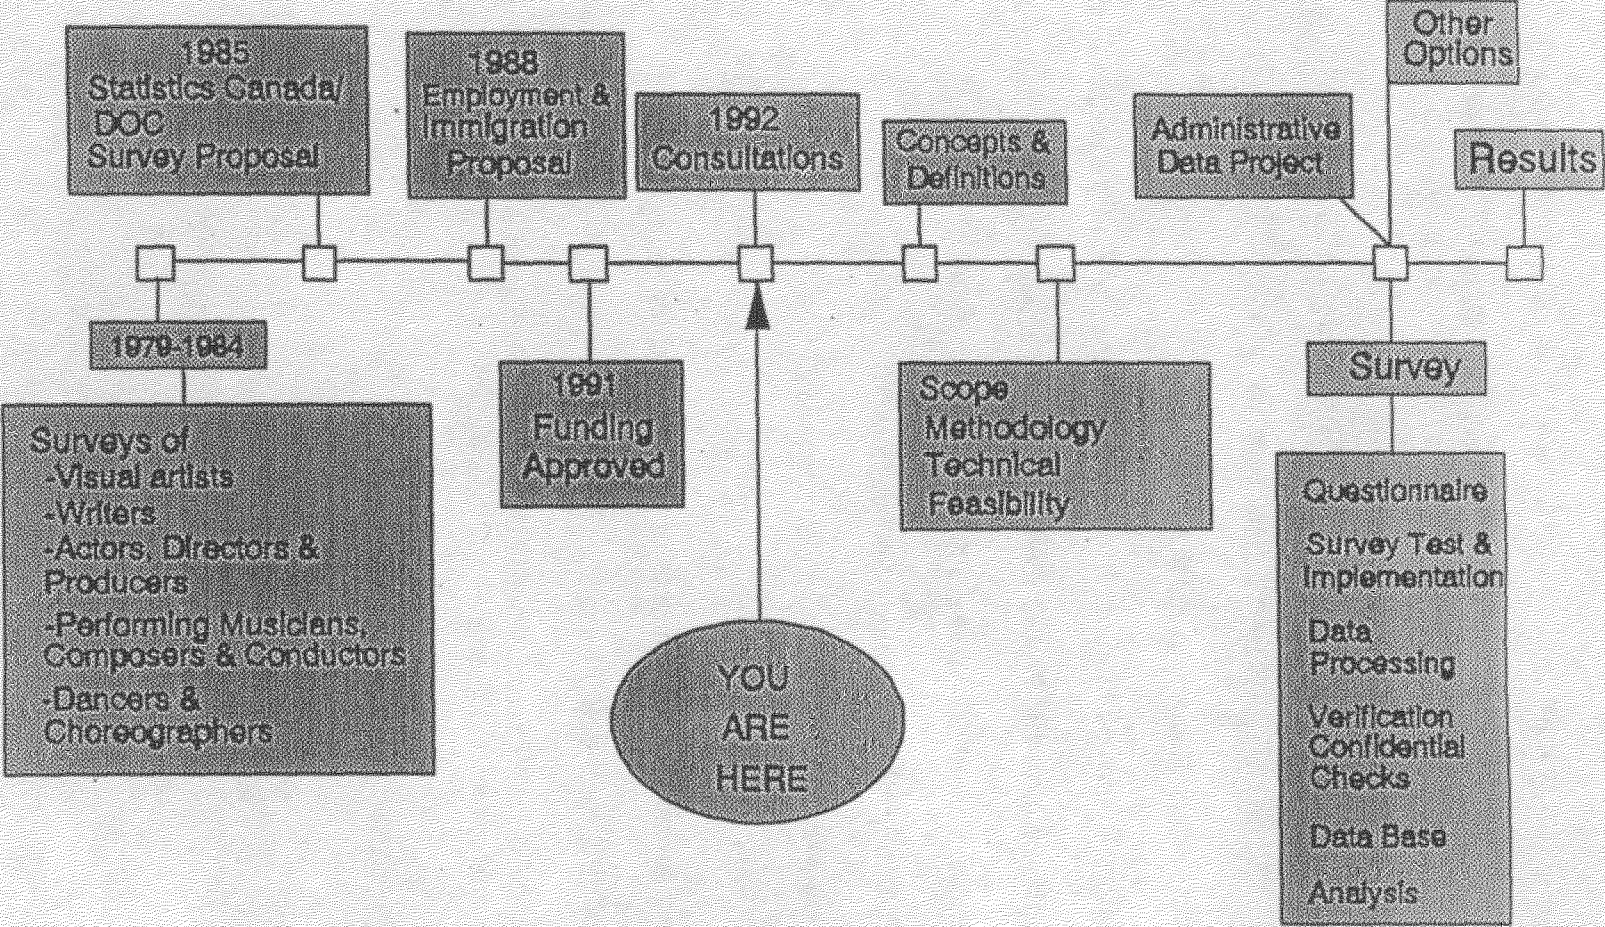 1985
Statistics Canada/
DOC
Survey Proposal
1988
Employment &
Immigration
Proposal
1992
Consultations
Concepts &
Definitions
Administrative
Data Project
Other
Options
Results
1979-1984
Surveys of
-Visual artists
-Writers
-Actors, Directors &
Producers
-Performing Musicians,
Composers & Conductors
-Dancers &
Choreographers
1991
Funding
Approved
YOU
ARE
HERE
Scope
Methodology
Technical
Feasibility
Survey
Questionnaire
Survey Test &
Implementation
Data
Processing
Verification
Confidential
Checks
Data Base
Analysis